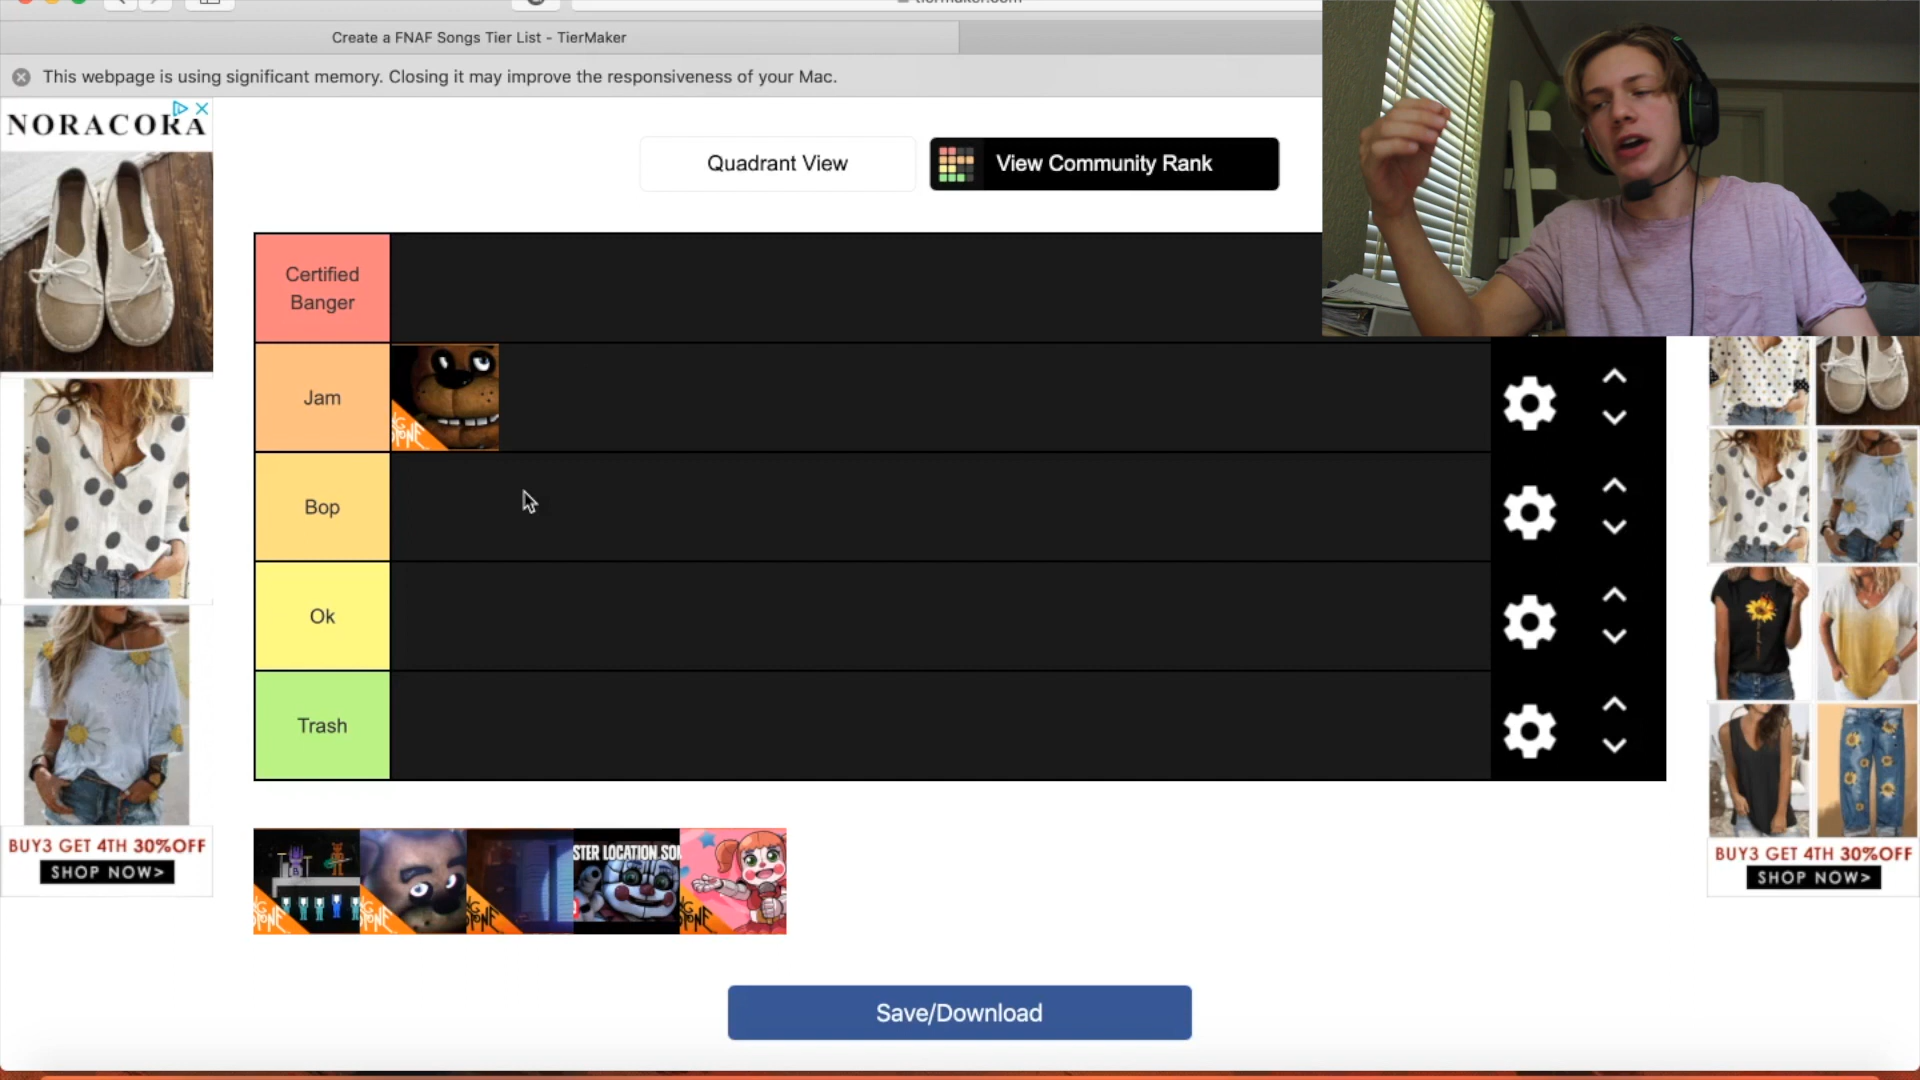 Create a FNAF Songs Tier List - TierMaker
This webpage is using significant memory. Closing it may improve the responsiveness of your Mac.
NORACORA
Quadrant View
View Community Rank
Certified
Banger
Jam
Bop
Ok
Trash
BUY3 GET 4TH 30%OFF
SHOP NOW>
BUY3 GET 4TH 30%OFF
SHOP NOW>
STER LOCATION SON
Save/Download